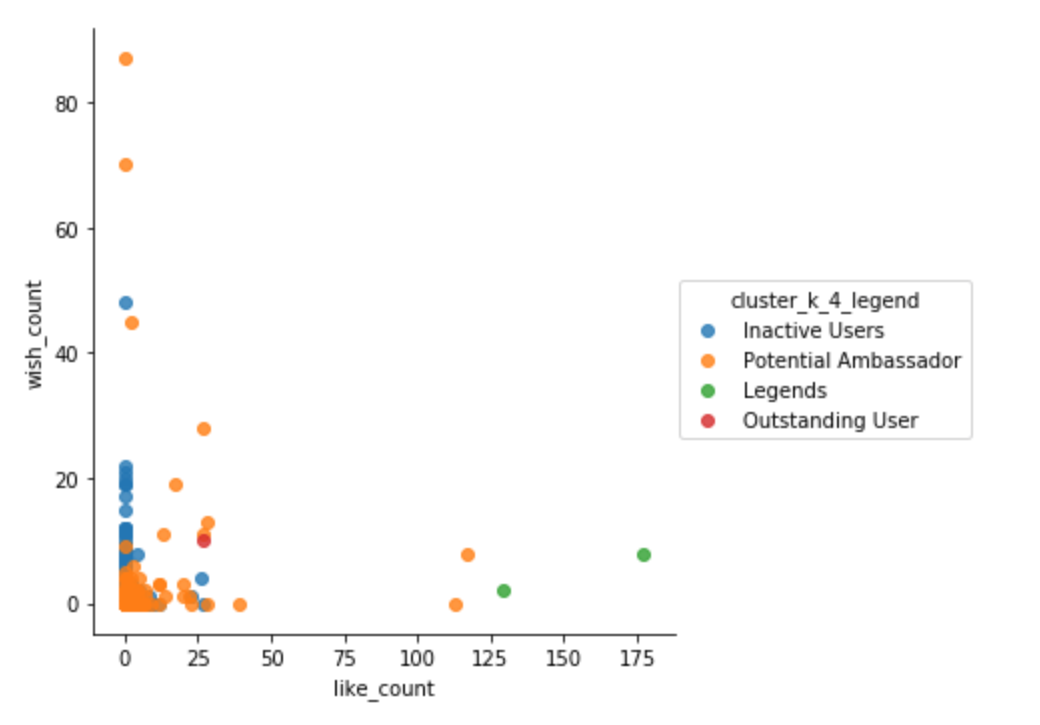 80
60
40
20
0
wish_count
0 25 50 75 100 125 150 175
like_count
cluster_k_4_legend
Inactive Users
Potential Ambassador
Legends
Outstanding User